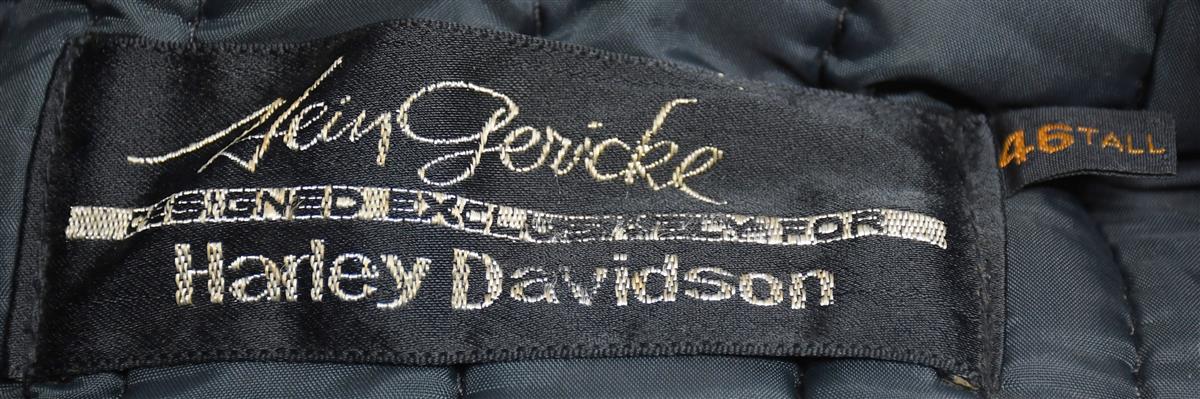 Hein Gericke
DESIGNED EXCLUSIVELY FOR
Harley Davidson
46 TALL